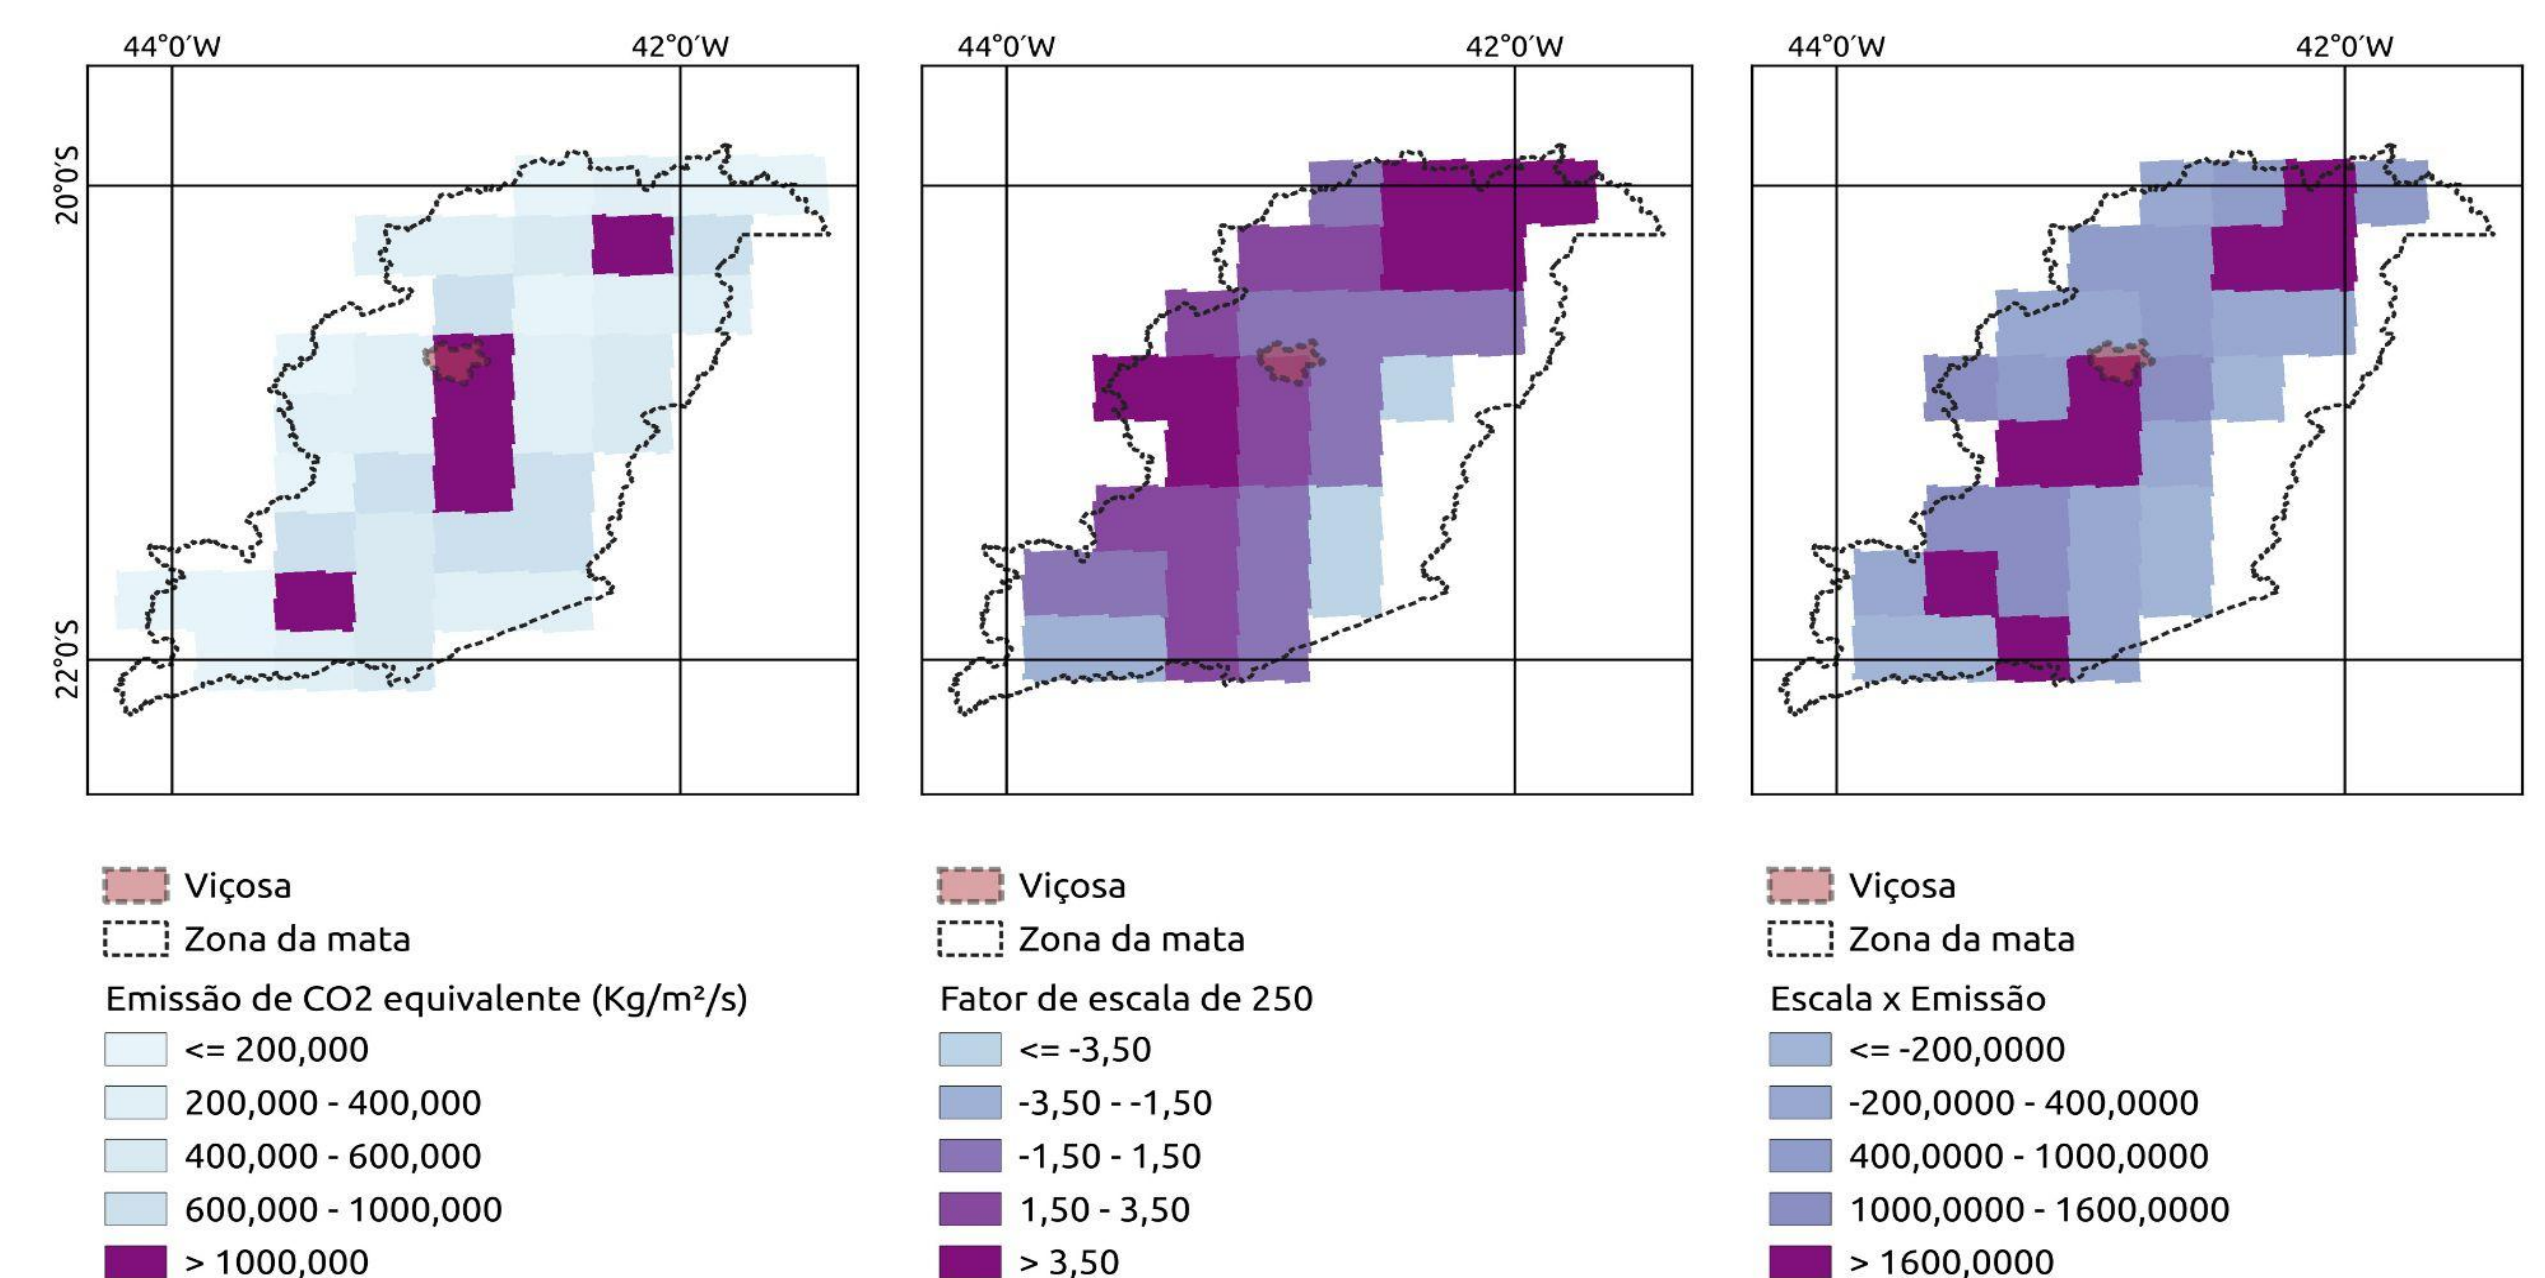 44°0′W 42°0′W 44°0′W 42°0′W 44°0′W 42°0′W
20°0′S
22°0′S
Viçosa
Zona da mata
Emissão de CO2 equivalente (Kg/m²/s)
<= 200,000
200,000 - 400,000
400,000 - 600,000
600,000 - 1000,000
> 1000,000
Viçosa
Zona da mata
Fator de escala de 250
<= -3,50
-3,50 - -1,50
-1,50 - 1,50
1,50 - 3,50
> 3,50
Viçosa
Zona da mata
Escala x Emissão
<= -200,0000
-200,0000 - 400,0000
400,0000 - 1000,0000
1000,0000 - 1600,0000
> 1600,0000